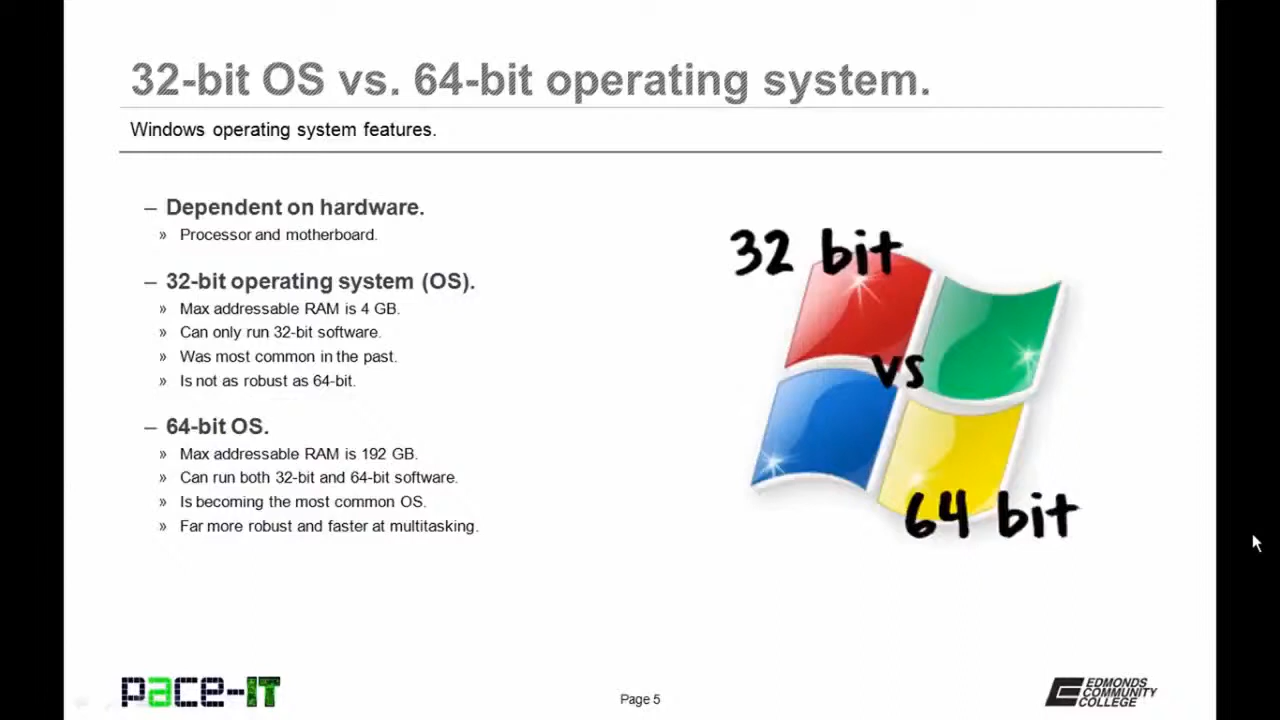 32-bit OS vs. 64-bit operating system.
Windows operating system features.
– Dependent on hardware.
» Processor and motherboard.
– 32-bit operating system (OS).
» Max addressable RAM is 4 GB.
» Can only run 32-bit software.
» Was most common in the past.
» Is not as robust as 64-bit.
– 64-bit OS.
» Max addressable RAM is 192 GB.
» Can run both 32-bit and 64-bit software.
» Is becoming the most common OS.
» Far more robust and faster at multitasking.
32 bit
vs
64 bit
pace-IT
Page 5
EDMONDS
COMMUNITY
COLLEGE